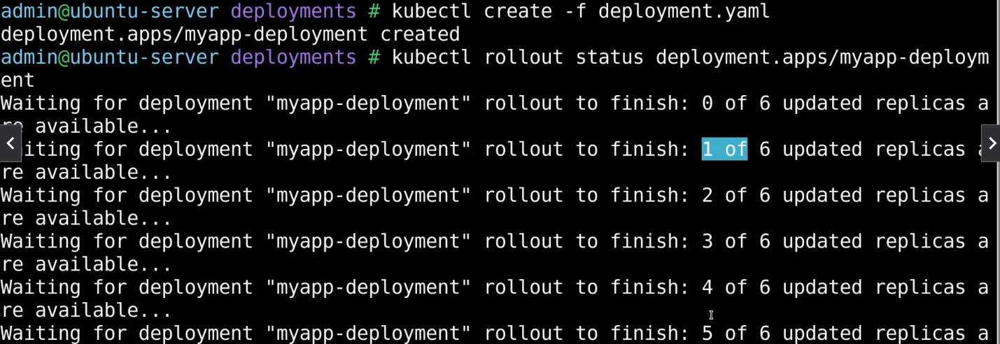 admin@ubuntu-server deployments # kubectl create -f deployment.yaml
deployment.apps/myapp-deployment created
admin@ubuntu-server deployments # kubectl rollout status deployment.apps/myapp-deploym
ent
Waiting for deployment "myapp-deployment" rollout to finish: 0 of 6 updated replicas a
re available...
iting for deployment "myapp-deployment" rollout to finish: 1 of 6 updated replicas a
re available...
Waiting for deployment "myapp-deployment" rollout to finish: 2 of 6 updated replicas a
re available...
Waiting for deployment "myapp-deployment" rollout to finish: 3 of 6 updated replicas a
re available...
Waiting for deployment "myapp-deployment" rollout to finish: 4 of 6 updated replicas a
re available...
Waiting for deployment "myapp-deployment" rollout to finish: 5 of 6 updated replicas a